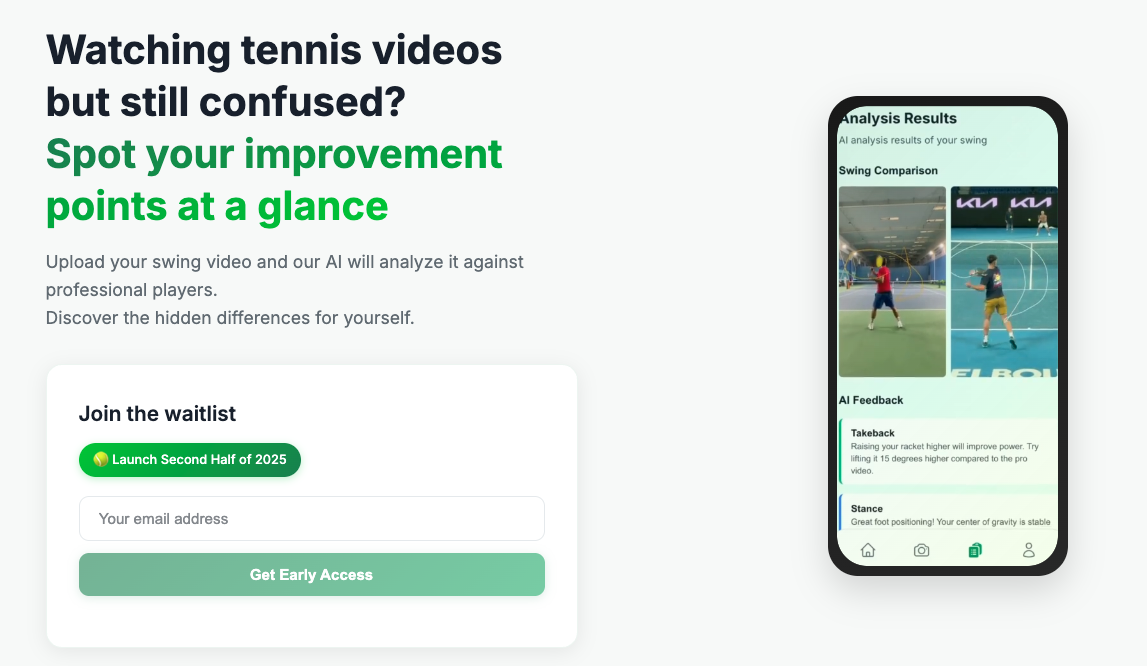 Watching tennis videos
but still confused?
Spot your improvement
points at a glance
Upload your swing video and our AI will analyze it against
professional players.
Discover the hidden differences for yourself.
Join the waitlist
Launch Second Half of 2025
Your email address
Get Early Access
Analysis Results
AI analysis results of your swing
Swing Comparison
KIA KIA
AI Feedback
Takeback
Raising your racket higher will improve power. Try
lifting it 15 degrees higher compared to the pro
video.
Stance
Great foot positioning! Your center of gravity is stable